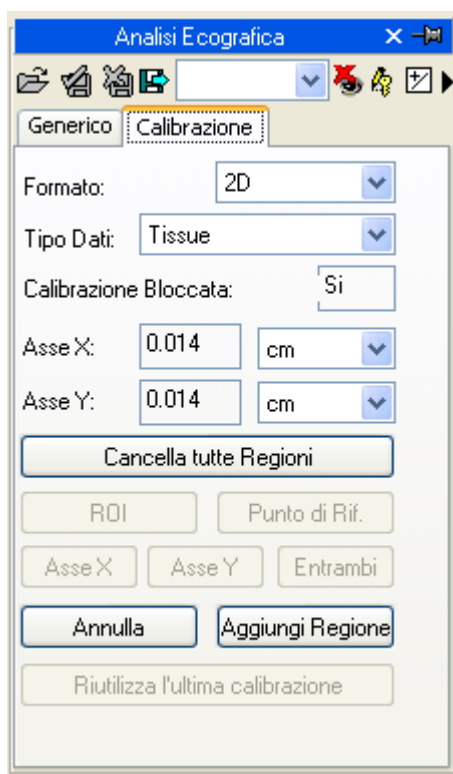 Analisi Ecografica
Generico Calibrazione
Formato: 2D
Tipo Dati: Tissue
Calibrazione Bloccata: Si
Asse X: 0.014 cm
Asse Y: 0.014 cm
Cancella tutte Regioni
ROI Punto di Rif.
Asse X Asse Y Entrambi
Annulla Aggiungi Regione
Riutilizza l'ultima calibrazione